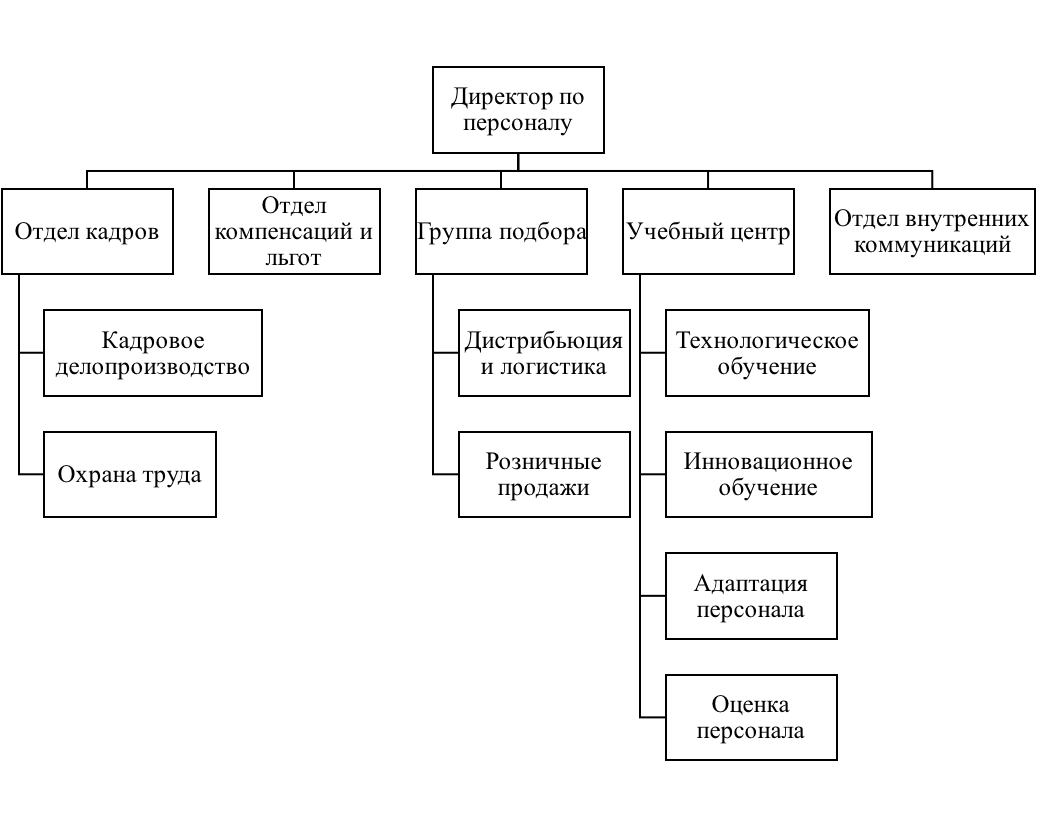 Директор по
персоналу
Отдел кадров
Отдел
компенсаций и
льгот
Группа подбора
Учебный центр
Отдел внутренних
коммуникаций
Кадровое
делопроизводство
Охрана труда
Дистрибьюция
и логистика
Розничные
продажи
Технологическое
обучение
Инновационное
обучение
Адаптация
персонала
Оценка
персонала